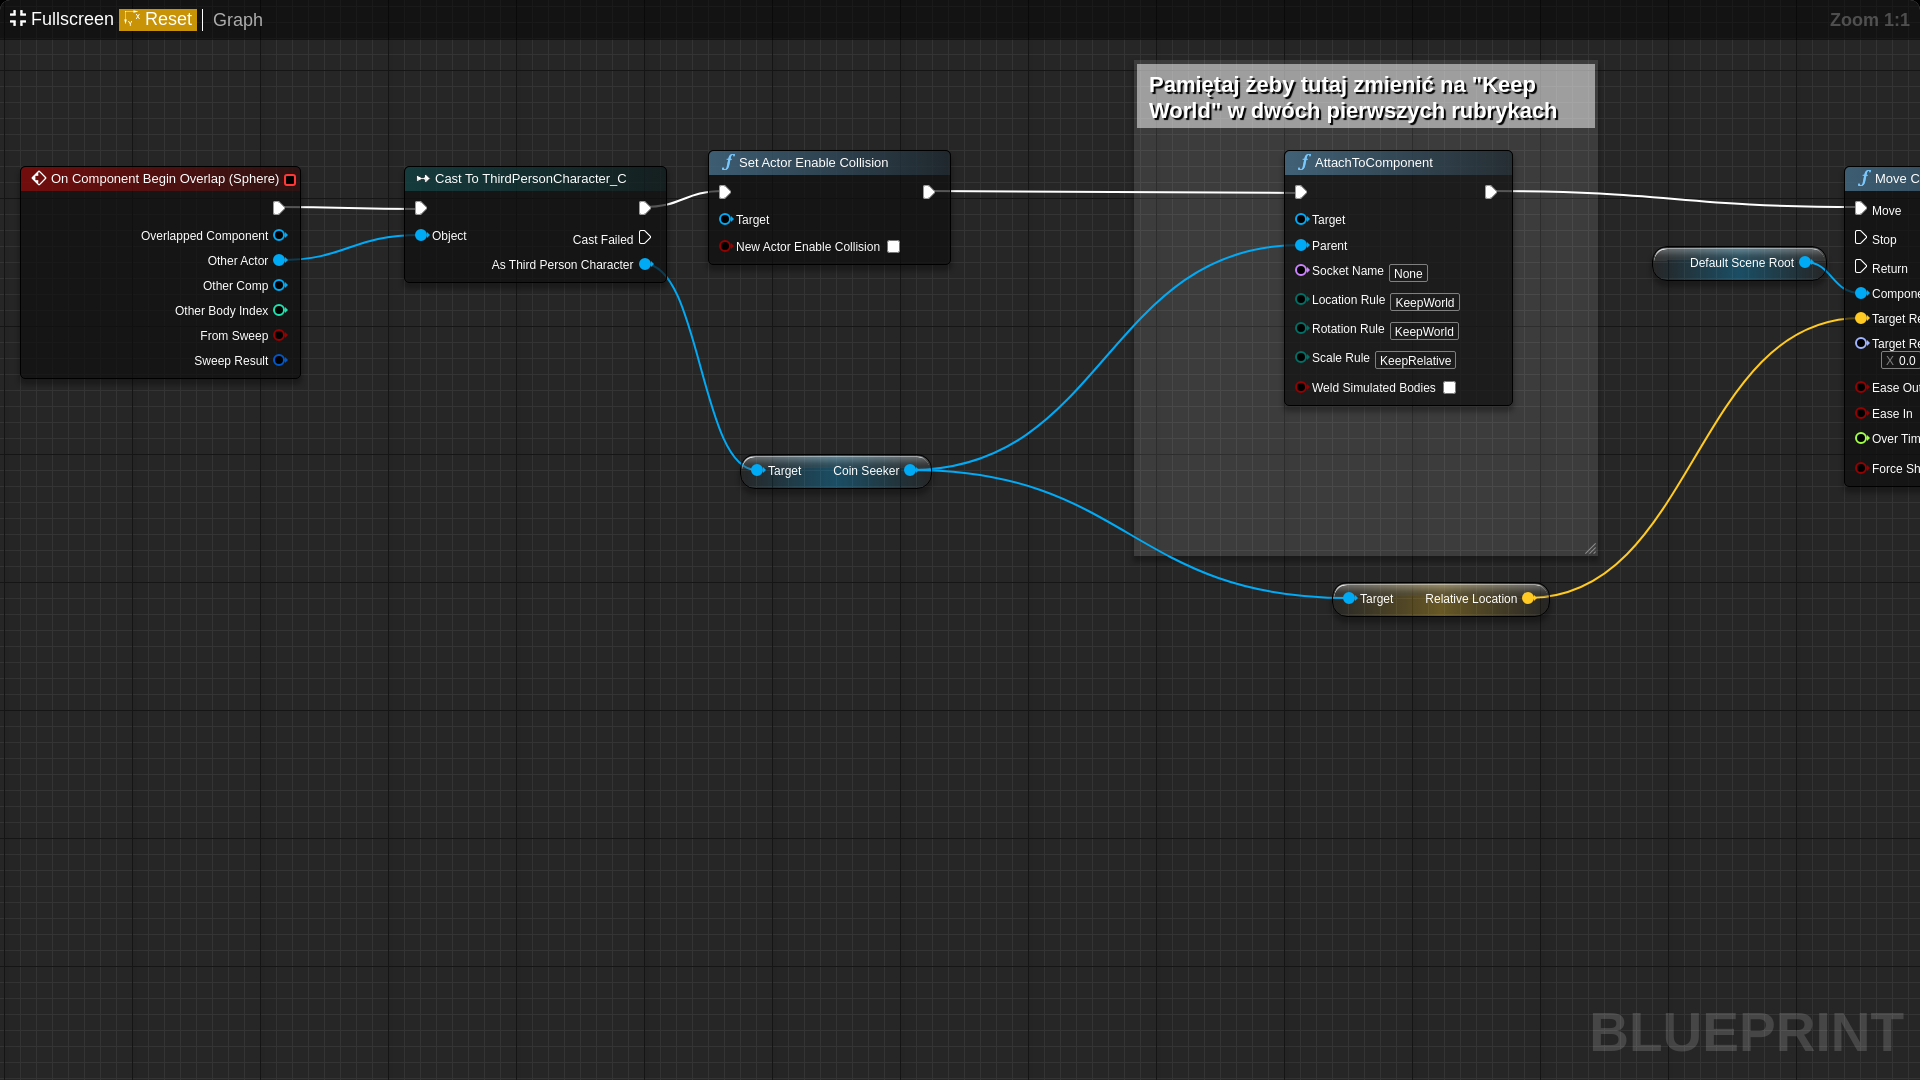 Fullscreen Reset Graph
Zoom 1:1
Pamiętaj żeby tutaj zmienić na "Keep
World" w dwóch pierwszych rubrykach
On Component Begin Overlap (Sphere)
Overlapped Component
Other Actor
Other Comp
Other Body Index
From Sweep
Sweep Result
Cast To ThirdPersonCharacter_C
Object
Cast Failed
As Third Person Character
Set Actor Enable Collision
Target
New Actor Enable Collision
Target Coin Seeker
AttachToComponent
Target
Parent
Socket Name None
Location Rule KeepWorld
Rotation Rule KeepWorld
Scale Rule KeepRelative
Weld Simulated Bodies
Target Relative Location
Default Scene Root
Move C
Move
Stop
Return
Compone
Target Re
Target Re
X 0.0
Ease Out
Ease In
Over Tim
Force Sh
BLUEPRINT